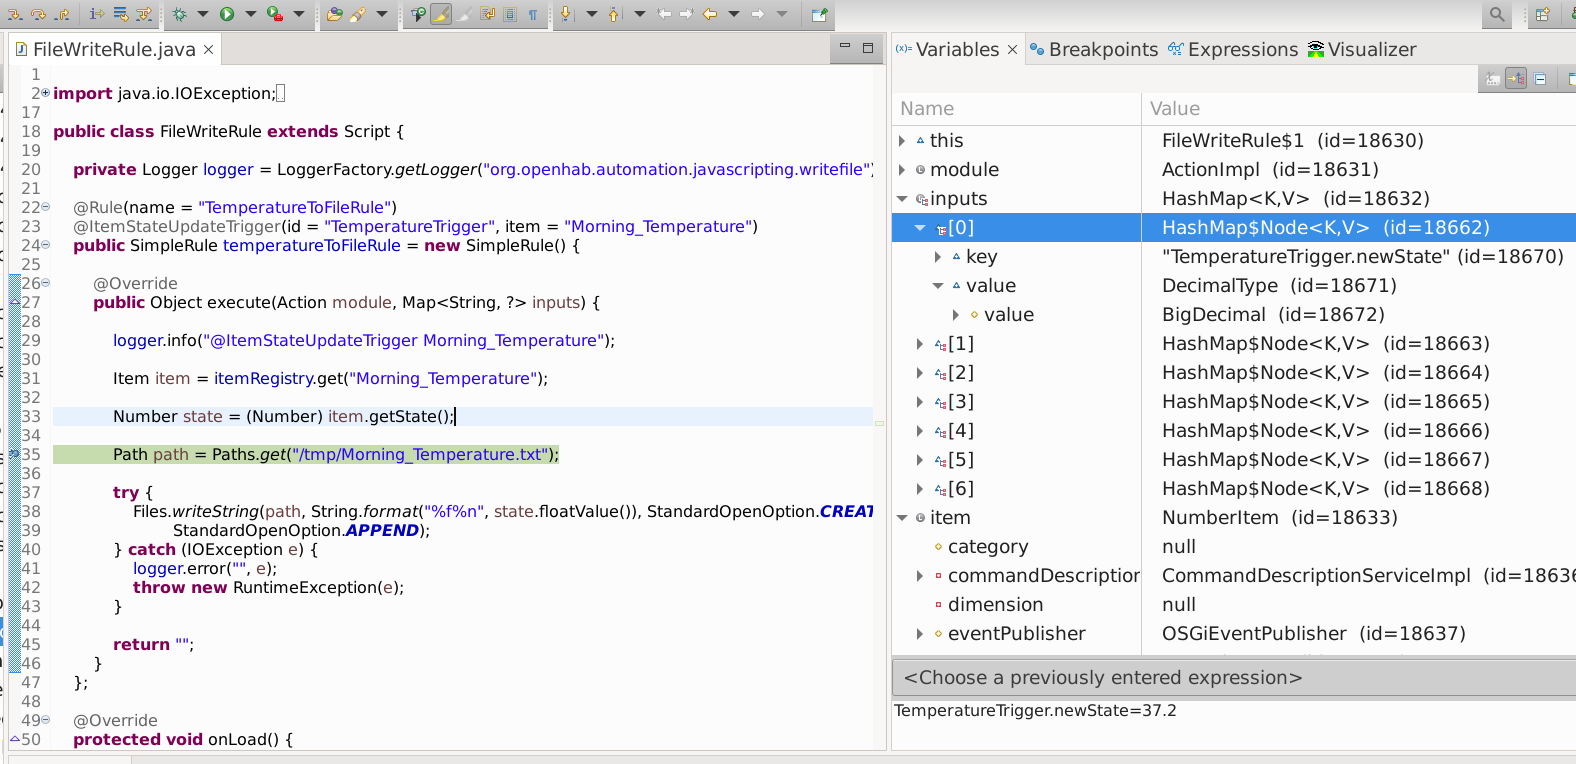 FileWriteRule.java
1
2 import java.io.IOException;
17
18 public class FileWriteRule extends Script {
19
20 private Logger logger = LoggerFactory.getLogger("org.openhab.automation.javascripting.writefile")
21
22 @Rule(name = "TemperatureToFileRule")
23 @ItemStateUpdateTrigger(id = "TemperatureTrigger", item = "Morning_Temperature")
24 public SimpleRule temperatureToFileRule = new SimpleRule() {
25
26 @Override
27 public Object execute(Action module, Map<String, ?> inputs) {
28
29 logger.info("@ItemStateUpdateTrigger Morning_Temperature");
30
31 Item item = itemRegistry.get("Morning_Temperature");
32
33 Number state = (Number) item.getState();
34
35 Path path = Paths.get("/tmp/Morning_Temperature.txt");
36
37 try {
38 Files.writeString(path, String.format("%f%n", state.floatValue()), StandardOpenOption.CREAT
39 StandardOpenOption.APPEND);
40 } catch (IOException e) {
41 logger.error("", e);
42 throw new RuntimeException(e);
43 }
44
45 return "";
46 }
47 };
48
49 @Override
50 protected void onLoad() {
(x)= Variables Breakpoints Expressions Visualizer
Name Value
this FileWriteRule$1 (id=18630)
module ActionImpl (id=18631)
inputs HashMap<K,V> (id=18632)
[0] HashMap$Node<K,V> (id=18662)
key "TemperatureTrigger.newState" (id=18670)
value DecimalType (id=18671)
value BigDecimal (id=18672)
[1] HashMap$Node<K,V> (id=18663)
[2] HashMap$Node<K,V> (id=18664)
[3] HashMap$Node<K,V> (id=18665)
[4] HashMap$Node<K,V> (id=18666)
[5] HashMap$Node<K,V> (id=18667)
[6] HashMap$Node<K,V> (id=18668)
item NumberItem (id=18633)
category null
commandDescription CommandDescriptionServiceImpl (id=18636
dimension null
eventPublisher OSGiEventPublisher (id=18637)
<Choose a previously entered expression>
TemperatureTrigger.newState=37.2